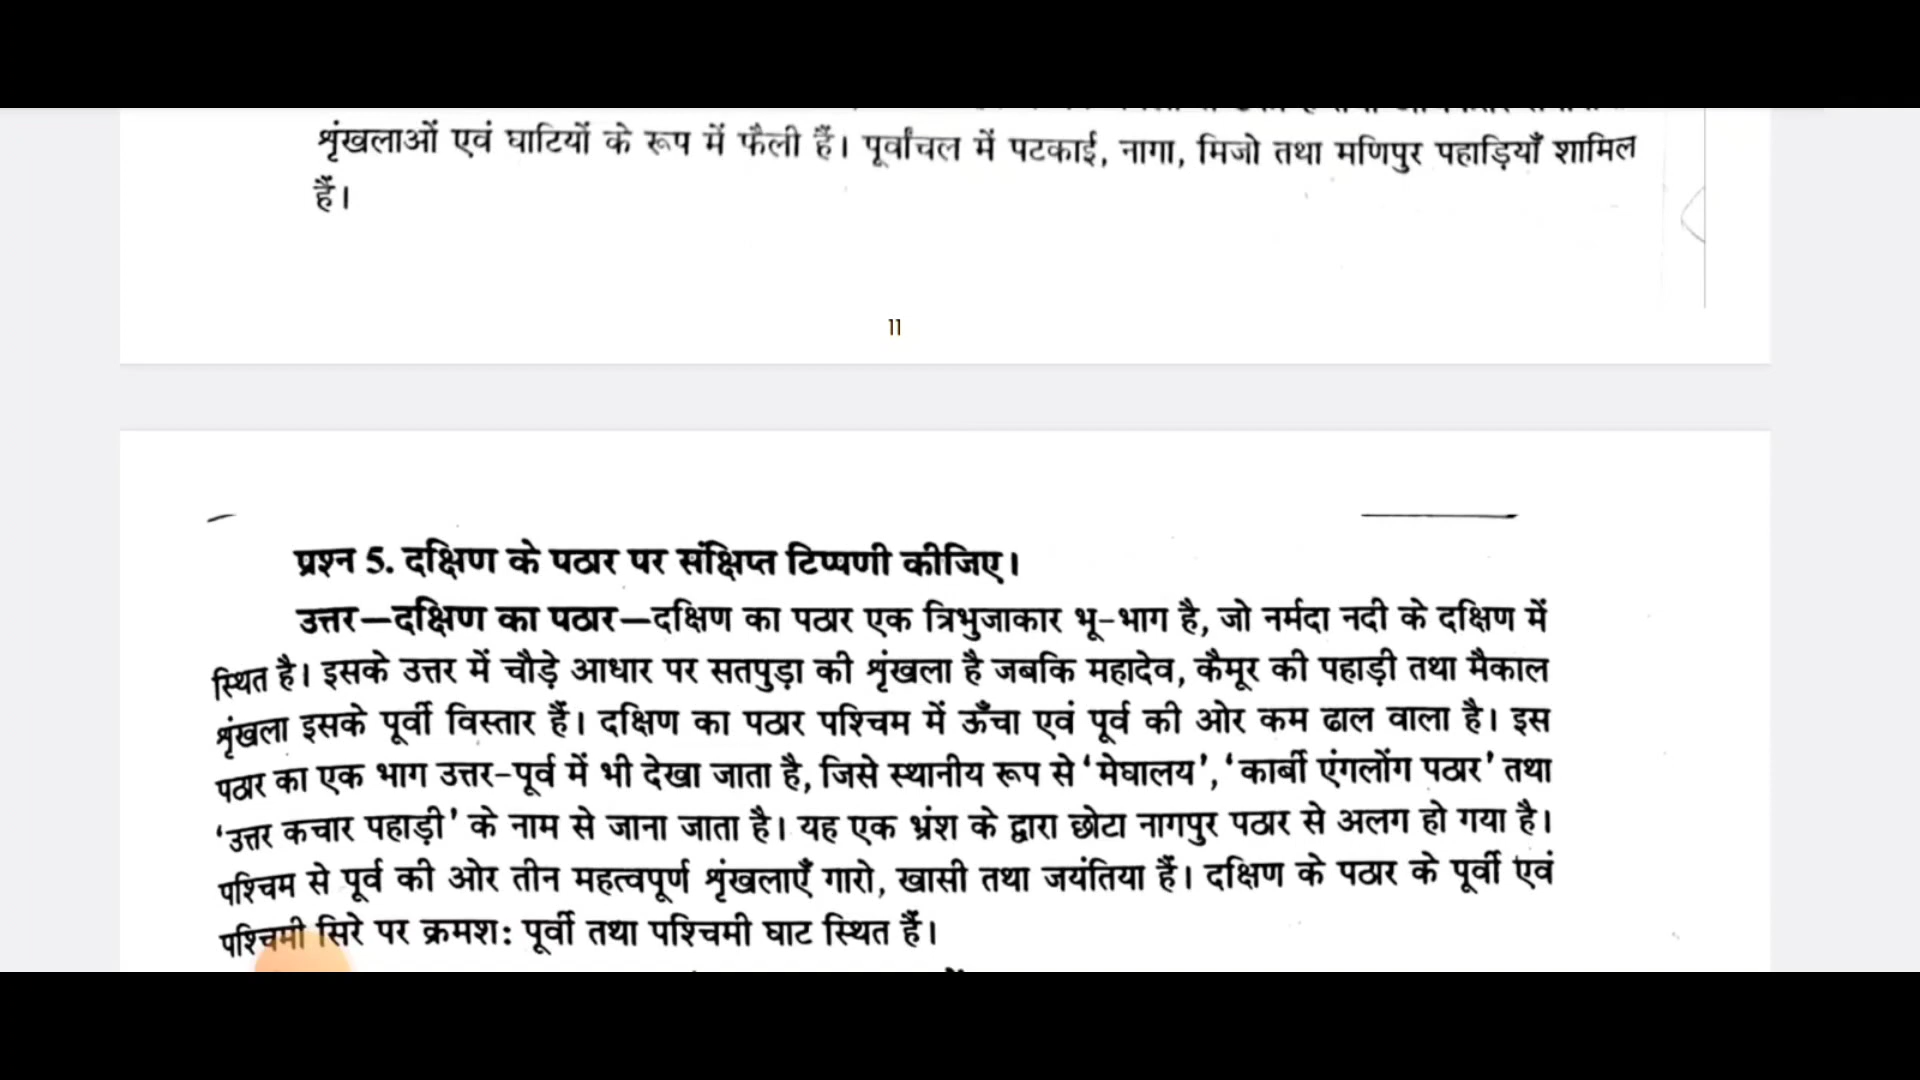 शृंखलाओं एवं घाटियों के रूप में फैली हैं। पूर्वांचल में पटकाई, नागा, मिजो तथा मणिपुर पहाड़ियाँ शामिल
हैं।
11
प्रश्न 5. दक्षिण के पठार पर संक्षिप्त टिप्पणी कीजिए।
उत्तर—दक्षिण का पठार—दक्षिण का पठार एक त्रिभुजाकार भू-भाग है, जो नर्मदा नदी के दक्षिण में
स्थित है। इसके उत्तर में चौड़े आधार पर सतपुड़ा की शृंखला है जबकि महादेव, कैमूर की पहाड़ी तथा मैकाल
शृंखला इसके पूर्वी विस्तार हैं। दक्षिण का पठार पश्चिम में ऊँचा एवं पूर्व की ओर कम ढाल वाला है। इस
पठार का एक भाग उत्तर-पूर्व में भी देखा जाता है, जिसे स्थानीय रूप से ‘मेघालय’, ‘कार्बी एंगलोंग पठार’ तथा
‘उत्तर कचार पहाड़ी’ के नाम से जाना जाता है। यह एक भ्रंश के द्वारा छोटा नागपुर पठार से अलग हो गया है।
पश्चिम से पूर्व की ओर तीन महत्वपूर्ण शृंखलाएँ गारो, खासी तथा जयंतिया हैं। दक्षिण के पठार के पूर्वी एवं
पश्चिमी सिरे पर क्रमश: पूर्वी तथा पश्चिमी घाट स्थित हैं।